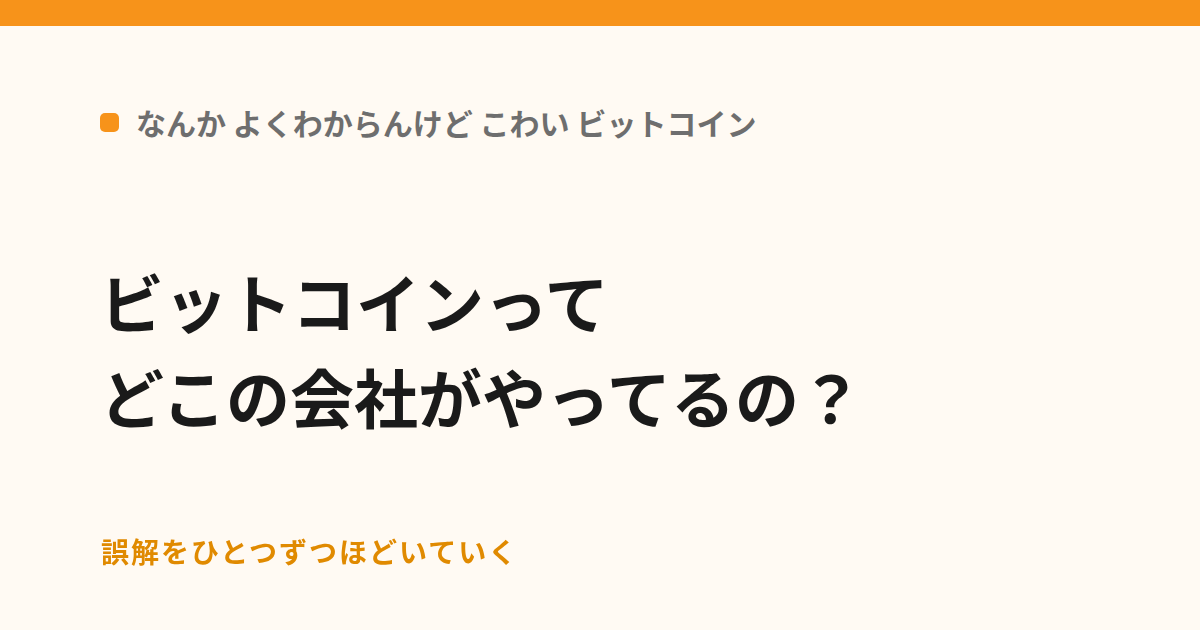 なんか よくわからんけど こわい ビットコイン
ビットコインって
どこの会社がやってるの？
誤解をひとつずつほどいていく